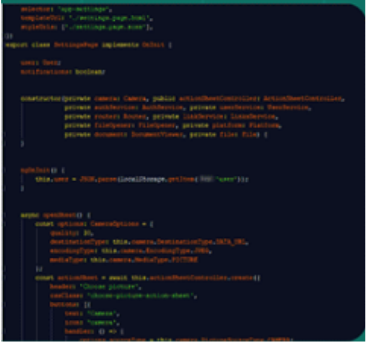 selector: 'app-settings',
templateUrl: './settings.page.html',
styleUrls: ['./settings.page.scss'],
})
export class SettingsPage implements OnInit {
user: User;
notifications: boolean;
constructor(private camera: Camera, public actionSheetController: ActionSheetController,
private authService: AuthService, private userService: UserService,
private router: Router, private linksService: LinksService,
private fileOpener: FileOpener, private platform: Platform,
private document: DocumentViewer, private file: File) {
}
ngOnInit() {
this.user = JSON.parse(localStorage.getItem( key: 'user'));
}
async openSheet() {
const options: CameraOptions = {
quality: 50,
destinationType: this.camera.DestinationType.DATA_URL,
encodingType: this.camera.EncodingType.JPEG,
mediaType: this.camera.MediaType.PICTURE
};
const actionSheet = await this.actionSheetController.create({
header: 'Choose picture',
cssClass: 'choose-picture-action-sheet',
buttons: [{
text: 'Camera',
icon: 'camera',
handler: () => {